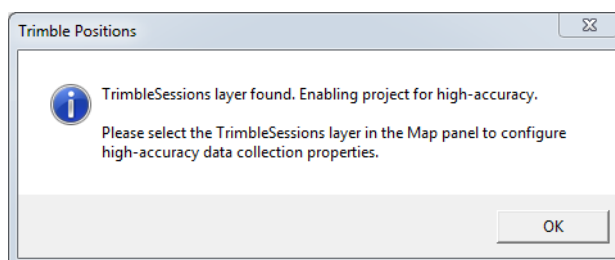 Trimble Positions
TrimbleSessions layer found. Enabling project for high-accuracy.
Please select the TrimbleSessions layer in the Map panel to configure
high-accuracy data collection properties.
OK